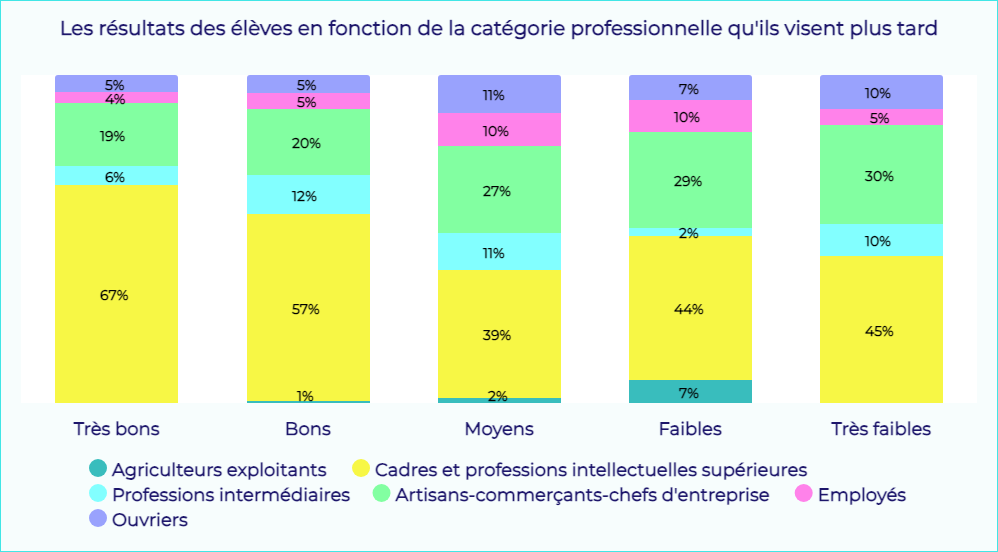 Les résultats des élèves en fonction de la catégorie professionnelle qu'ils visent plus tard
5% 5% 11% 7% 10%
4% 5% 10% 10% 5%
19% 20% 27% 29% 30%
6% 12% 11% 2% 10%
67% 57% 39% 44% 45%
1% 2% 7%
Très bons Bons Moyens Faibles Très faibles
Agriculteurs exploitants Cadres et professions intellectuelles supérieures
Professions intermédiaires Artisans-commerçants-chefs d'entreprise Employés
Ouvriers